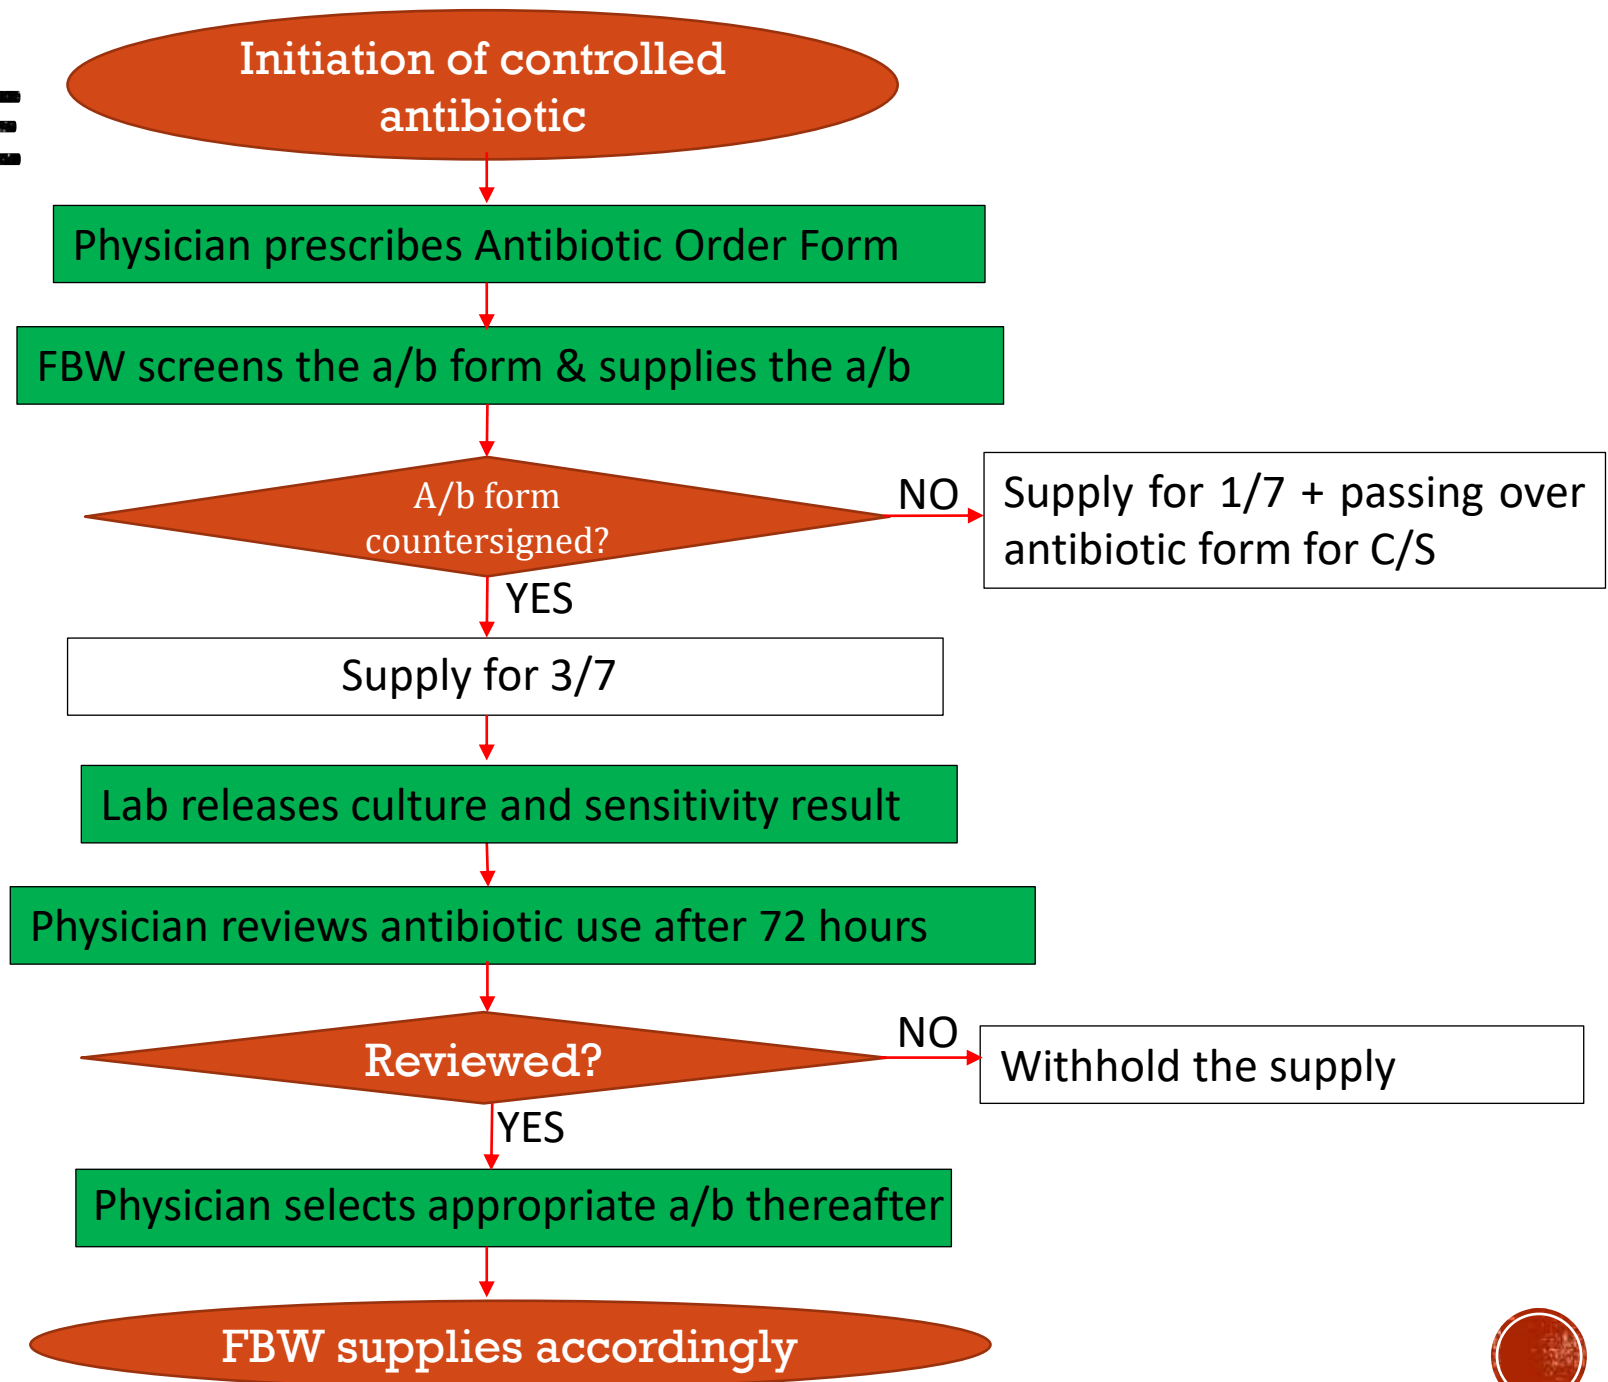 Initiation of controlled
antibiotic
Physician prescribes Antibiotic Order Form
FBW screens the a/b form & supplies the a/b
A/b form
countersigned?
NO
Supply for 1/7 + passing over
antibiotic form for C/S
YES
Supply for 3/7
Lab releases culture and sensitivity result
Physician reviews antibiotic use after 72 hours
Reviewed?
NO
Withhold the supply
YES
Physician selects appropriate a/b thereafter
FBW supplies accordingly